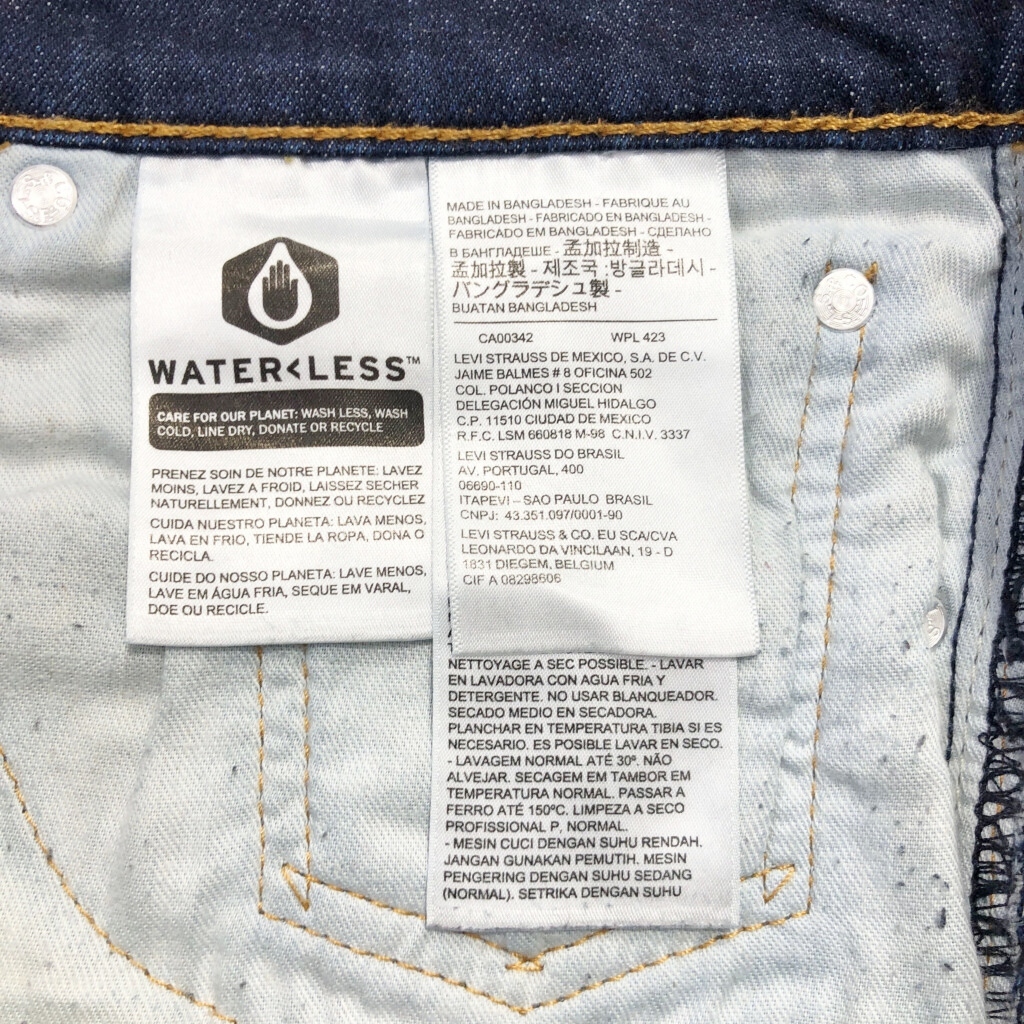 WATER<LESS™
CARE FOR OUR PLANET: WASH LESS, WASH
COLD, LINE DRY, DONATE OR RECYCLE
PRENEZ SOIN DE NOTRE PLANETE: LAVEZ
MOINS, LAVEZ A FROID, LAISSEZ SECHER
NATURELLEMENT, DONNEZ OU RECYCLEZ
CUIDA NUESTRO PLANETA: LAVA MENOS,
LAVA EN FRIO, TIENDE LA ROPA, DONA O
RECICLA.
CUIDE DO NOSSO PLANETA: LAVE MENOS,
LAVE EM ÁGUA FRIA, SEQUE EM VARAL,
DOE OU RECICLE.
MADE IN BANGLADESH - FABRIQUE AU
BANGLADESH - FABRICADO EN BANGLADESH -
FABRICADO EM BANGLADESH - СДЕЛАНО
В БАНГЛАДЕШЕ - 孟加拉制造 -
孟加拉製 - 제조국 :방글라데시 -
バングラデシュ製 -
BUATAN BANGLADESH
CA00342 WPL 423
LEVI STRAUSS DE MEXICO, S.A. DE C.V.
JAIME BALMES # 8 OFICINA 502
COL. POLANCO I SECCION
DELEGACIÓN MIGUEL HIDALGO
C.P. 11510 CIUDAD DE MEXICO
R.F.C. LSM 660818 M-98 C.N.I.V. 3337
LEVI STRAUSS DO BRASIL
AV. PORTUGAL, 400
06690-110
ITAPEVI – SAO PAULO BRASIL
CNPJ: 43.351.097/0001-90
LEVI STRAUSS & CO. EU SCA/CVA
LEONARDO DA VINCILAAN, 19 - D
1831 DIEGEM, BELGIUM
CIF A 08298606
NETTOYAGE A SEC POSSIBLE. - LAVAR
EN LAVADORA CON AGUA FRIA Y
DETERGENTE. NO USAR BLANQUEADOR.
SECADO MEDIO EN SECADORA.
PLANCHAR EN TEMPERATURA TIBIA SI ES
NECESARIO. ES POSIBLE LAVAR EN SECO.
- LAVAGEM NORMAL ATÉ 30º. NÃO
ALVEJAR. SECAGEM EM TAMBOR EM
TEMPERATURA NORMAL. PASSAR A
FERRO ATÉ 150ºC. LIMPEZA A SECO
PROFISSIONAL P, NORMAL.
- MESIN CUCI DENGAN SUHU RENDAH.
JANGAN GUNAKAN PEMUTIH. MESIN
PENGERING DENGAN SUHU SEDANG
(NORMAL). SETRIKA DENGAN SUHU